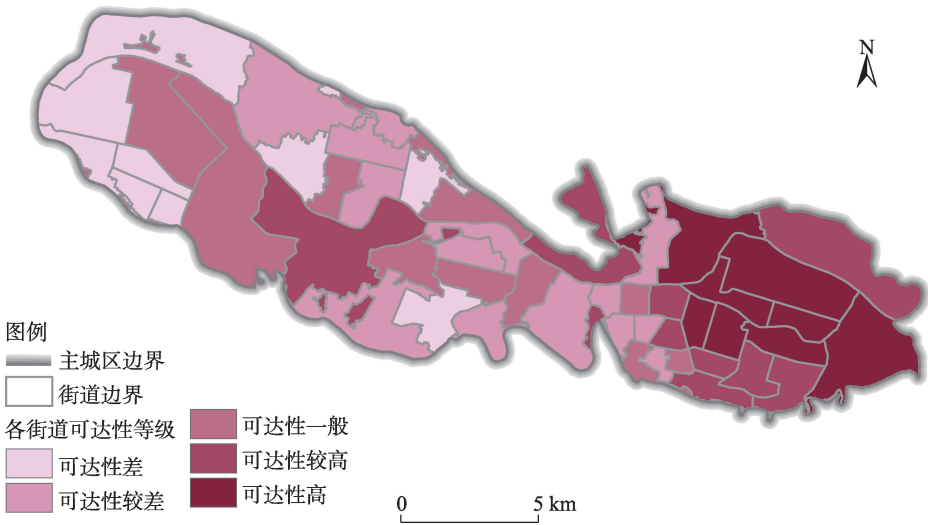 N
图例
主城区边界
街道边界
各街道可达性等级
可达性差
可达性较差
可达性一般
可达性较高
可达性高
0 5 km